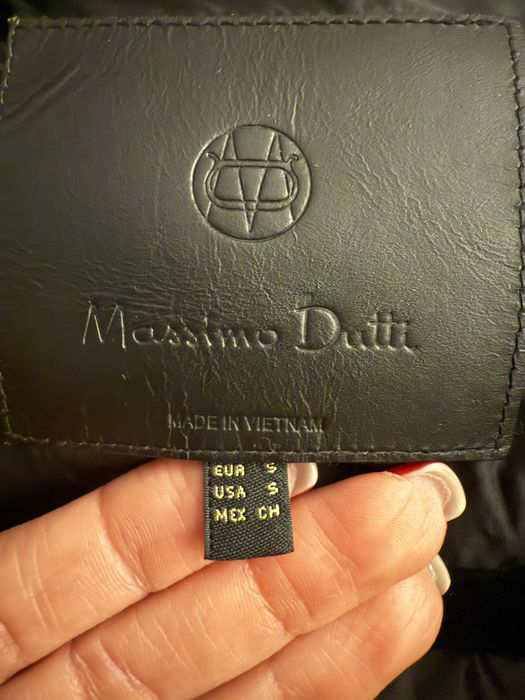 Massimo Dutti
MADE IN VIETNAM
EUR S
USA S
MEX CH